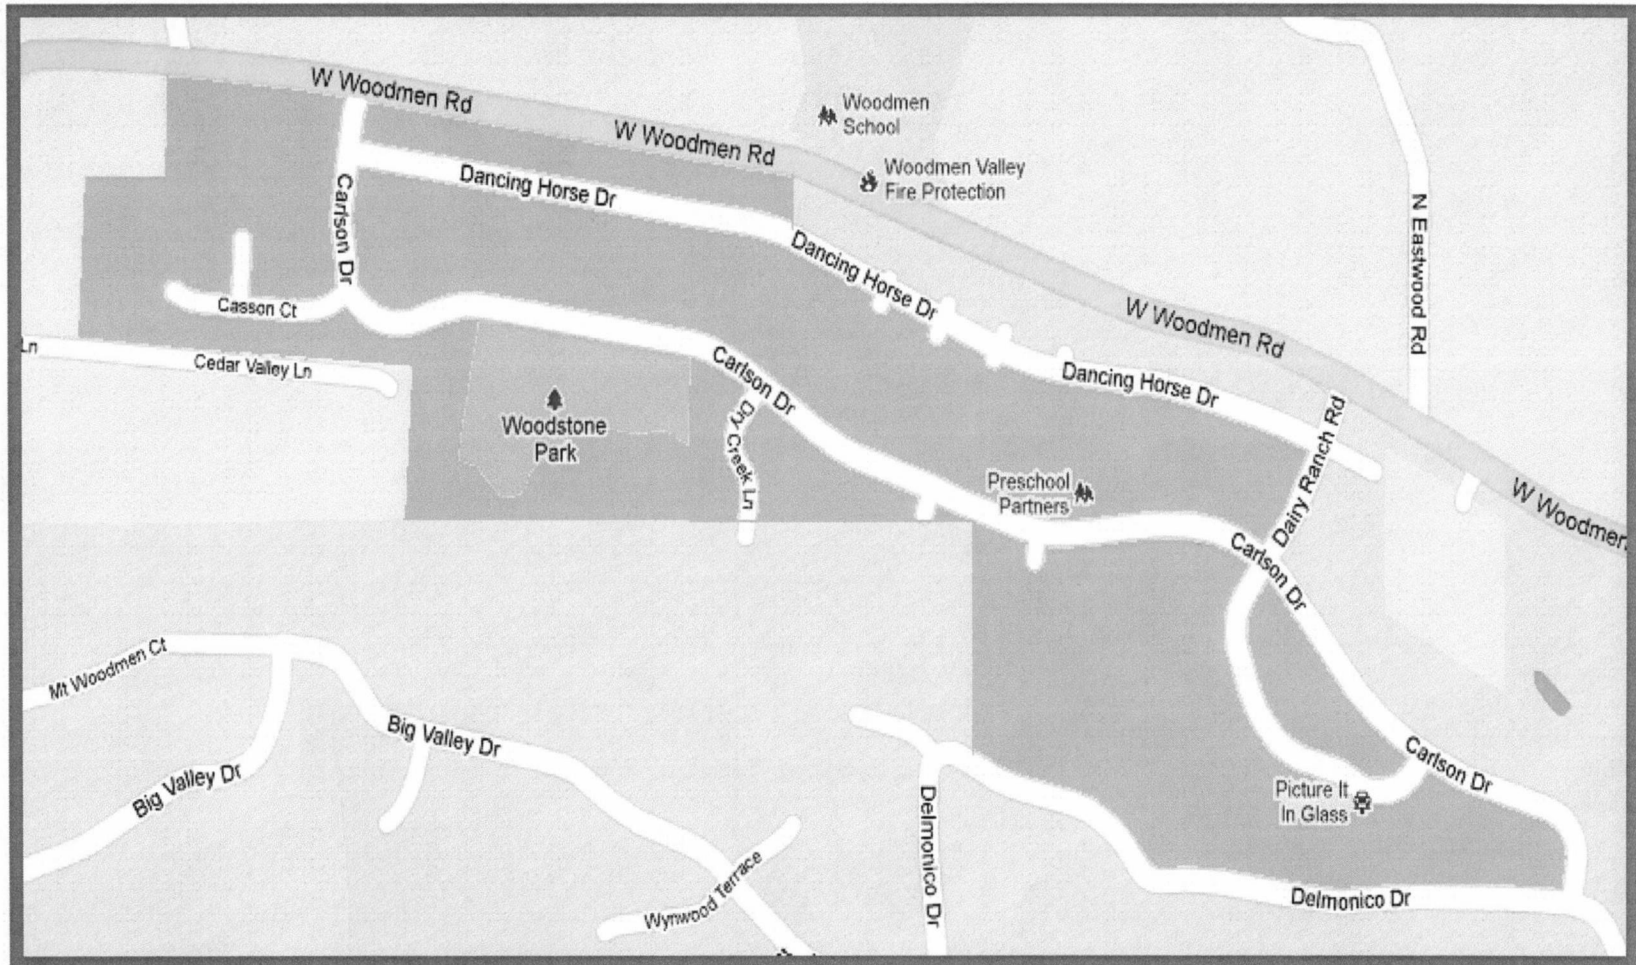 W Woodmen Rd
W Woodmen Rd
Woodmen
School
Woodmen Valley
Fire Protection
Dancing Horse Dr
Carlson Dr
N Eastwood Rd
Dancing Horse Dr
Casson Ct
W Woodmen Rd
Ln
Cedar Valley Ln
Carlson Dr
Dancing Horse Dr
Woodstone
Park
Dry Creek Ln
Dairy Ranch Rd
Preschool
Partners
W Woodmen
Carlson Dr
Mt Woodmen Ct
Big Valley Dr
Big Valley Dr
Carlson Dr
Picture It
In Glass
Delmonico Dr
Wynwood Terrace
Delmonico Dr